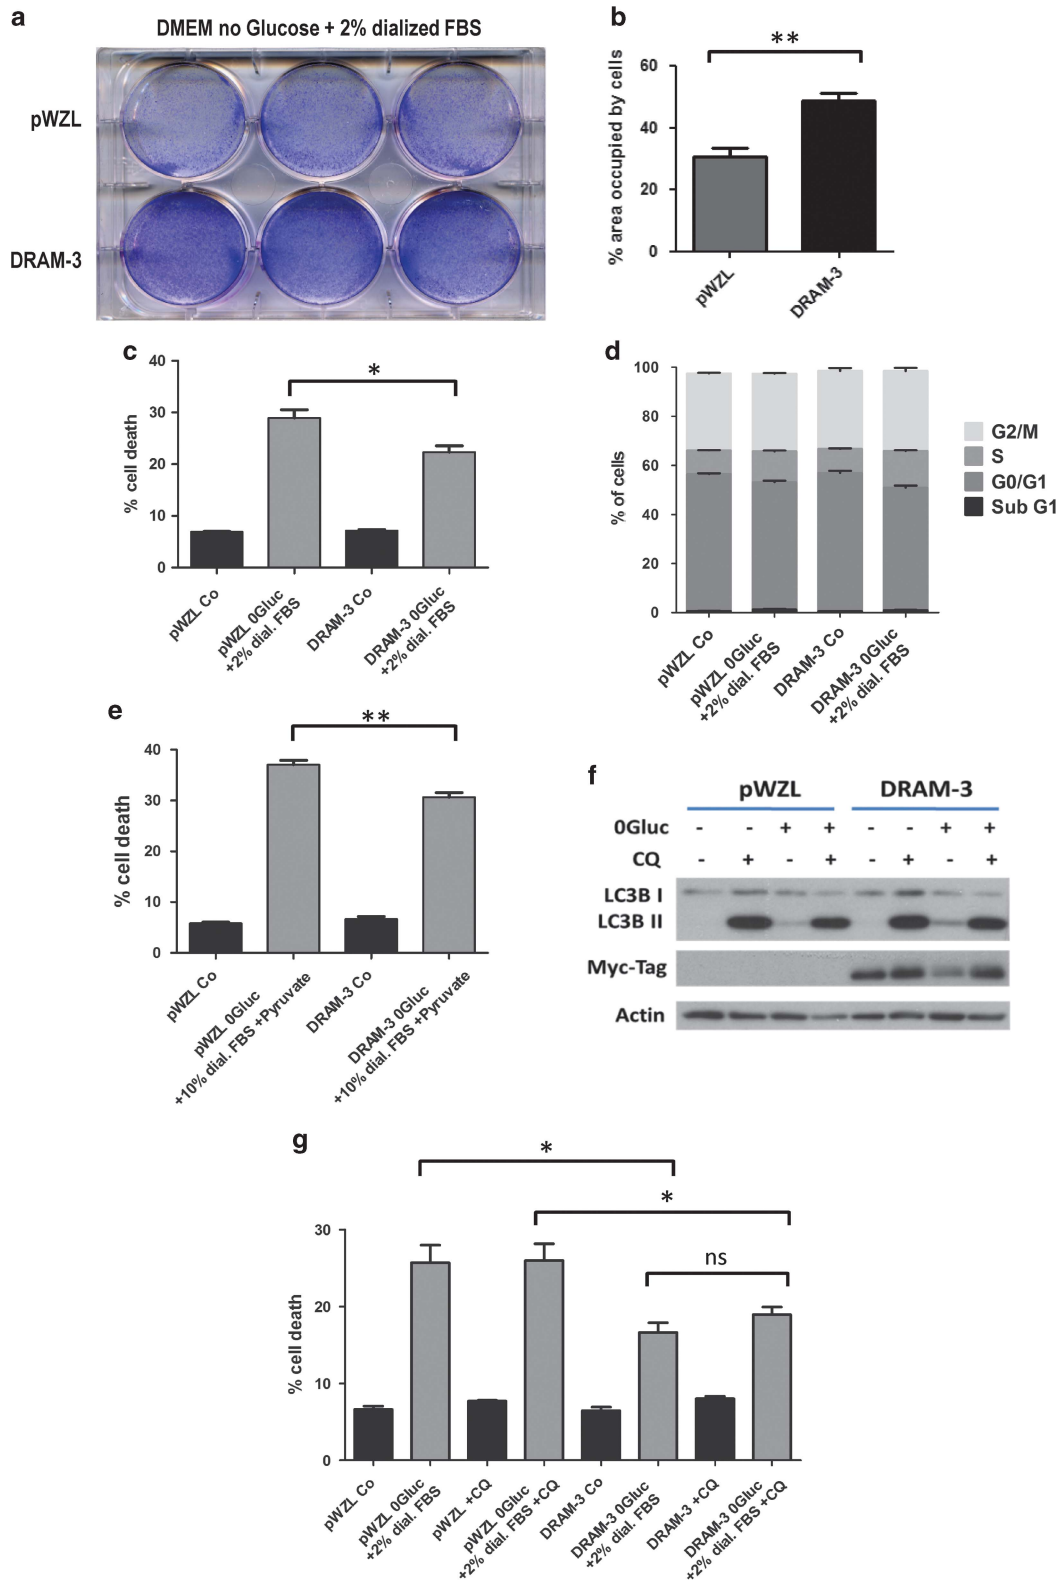 a
DMEM no Glucose + 2% dialized FBS
pWZL
DRAM-3
b
**
% area occupied by cells
60
40
20
0
pWZL
DRAM-3
c
% cell death
40
30
20
10
0
*
pWZL Co
pWZL 0Gluc
+2% dial. FBS
DRAM-3 Co
DRAM-3 0Gluc
+2% dial. FBS
d
% of cells
100
80
60
40
20
0
G2/M
S
G0/G1
Sub G1
pWZL Co
pWZL 0Gluc
+2% dial. FBS
DRAM-3 Co
DRAM-3 0Gluc
+2% dial. FBS
e
% cell death
40
30
20
10
0
**
pWZL Co
pWZL 0Gluc
+10% dial. FBS +Pyruvate
DRAM-3 Co
DRAM-3 0Gluc
+10% dial. FBS +Pyruvate
f
pWZL DRAM-3
0Gluc - - + + - - + +
CQ - + - + - + - +
LC3B I
LC3B II
Myc-Tag
Actin
g
*
*
ns
% cell death
30
20
10
0
pWZL Co
pWZL 0Gluc
+2% dial. FBS
pWZL +CQ
pWZL 0Gluc
+2% dial. FBS +CQ
DRAM-3 Co
DRAM-3 0Gluc
+2% dial. FBS
DRAM-3 +CQ
DRAM-3 0Gluc
+2% dial. FBS +CQ